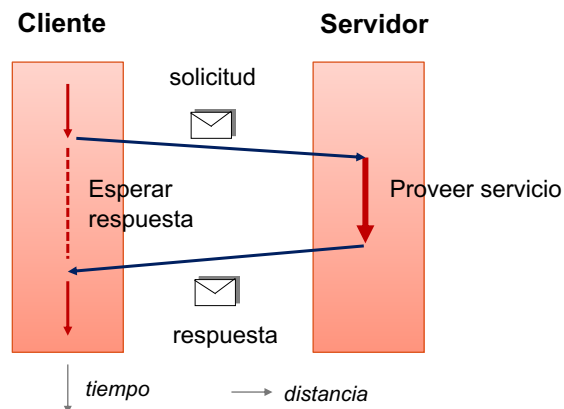 Cliente
Servidor
solicitud
Esperar
respuesta
Proveer servicio
respuesta
tiempo
distancia